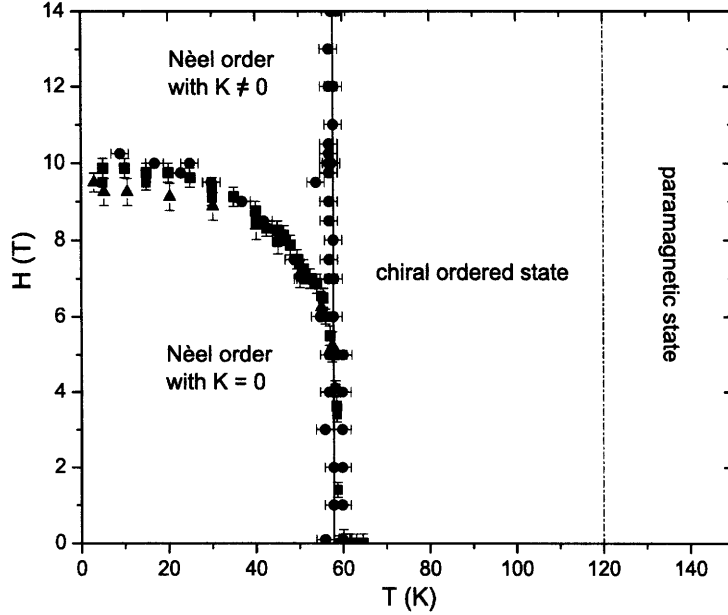 14
12
10
8
6
4
2
0
H (T)
Nèel order
with K ≠ 0
Nèel order
with K = 0
chiral ordered state
paramagnetic state
0
20
40
60
80
100
120
140
T (K)